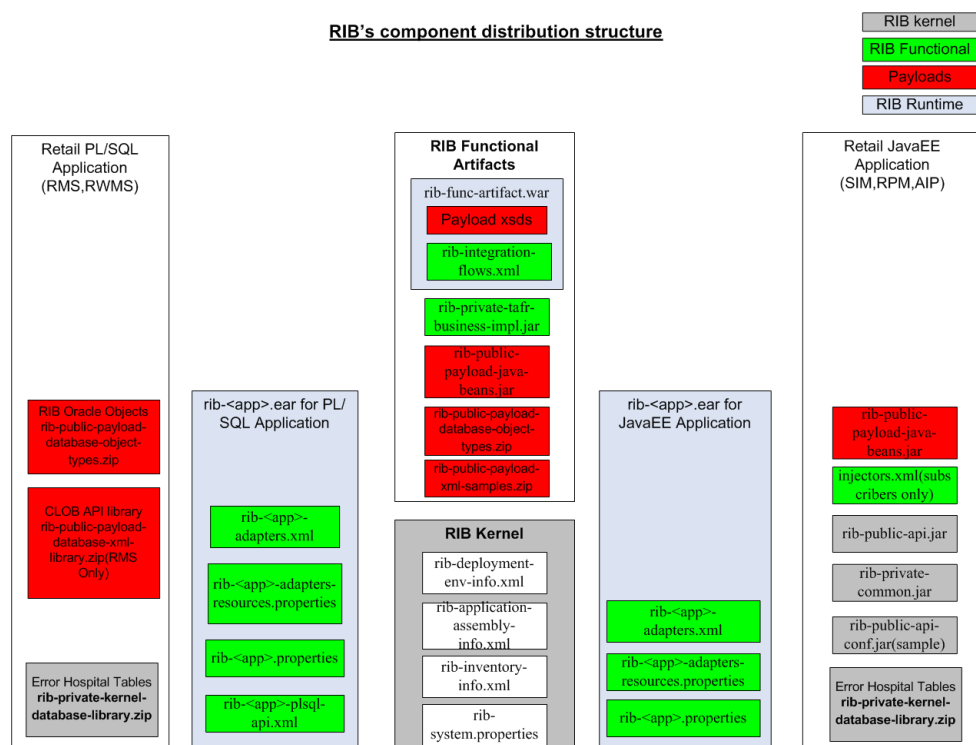 RIB's component distribution structure
RIB kernel
RIB Functional
Payloads
RIB Runtime
Retail PL/SQL
Application
(RMS,RWMS)
RIB Oracle Objects
rib-public-payload-
database-object-
types.zip
CLOB API library
rib-public-payload-
database-xml-
library.zip(RMS
Only)
Error Hospital Tables
rib-private-kernel-
database-library.zip
rib-<app>.ear for PL/
SQL Application
rib-<app>-
adapters.xml
rib-<app>-adapters-
resources.properties
rib-<app>.properties
rib-<app>-plsql-
api.xml
RIB Functional
Artifacts
rib-func-artifact.war
Payload xsds
rib-integration-
flows.xml
rib-private-tafr-
business-impl.jar
rib-public-
payload-java-
beans.jar
rib-public-payload-
database-object-
types.zip
rib-public-payload-
xml-samples.zip
RIB Kernel
rib-deployment-
env-info.xml
rib-application-
assembly-
info.xml
rib-inventory-
info.xml
rib-
system.properties
rib-<app>.ear for
JavaEE Application
rib-<app>-
adapters.xml
rib-<app>-adapters-
resources.properties
rib-<app>.properties
Retail JavaEE
Application
(SIM,RPM,AIP)
rib-public-
payload-java-
beans.jar
injectors.xml(subs
cribers only)
rib-public-api.jar
rib-private-
common.jar
rib-public-api-
conf.jar(sample)
Error Hospital Tables
rib-private-kernel-
database-library.zip